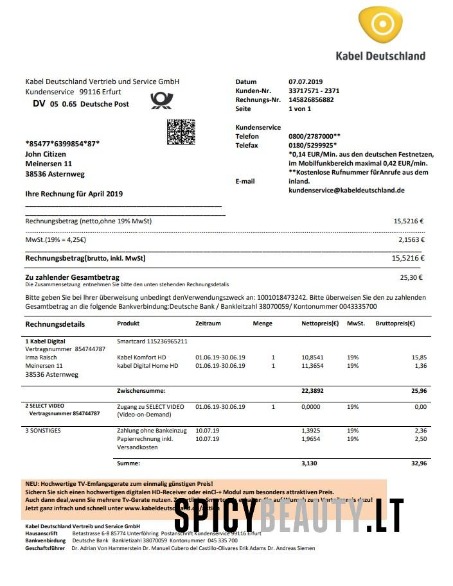 Kabel Deutschland
Kabel Deutschland Vertrieb und Service GmbH
Kundenservice 99116 Erfurt
DV 05 0.65 Deutsche Post
Datum 07.07.2019
Kunden-Nr. 33717571 - 2371
Rechnungs-Nr. 145826856882
Seite 1 von 1
Kundenservice
Telefon 0800/2787000**
Telefax 0180/5299925*
*0,14 EUR/Min. aus den deutschen Festnetzen,
im Mobilfunkbereich maximal 0,42 EUR/min.
**Kostenlose Rufnummer fürAnrufe aus dem
inland.
E-mail kundenservice@kabeldeutschland.de
*85477*6399854*87*
John Citizen
Meinersen 11
38536 Asternweg
Ihre Rechnung für April 2019
Rechnungsbetrag (netto,ohne 19% MwSt) 15,5216 €
MwSt.(19% = 4,25€) 2,1563 €
Rechnungsbetrag[brutto, inkl. MwSt] 15,5216 €
Zu zahlender Gesamtbetrag 25,30 €
Die Zusammensetzung entnehmen Sie bitte den unten stehenden Rechnungsdetails
Bitte geben Sie bei Ihrer überweisung unbedingt denVerwendungszweck an: 1001018473242. Bitte überweisen Sie den zu zahlenden
Gesamtbetrag an die folgende Bankverbindung:Deutsche Bank / Bankleitzahl 38070059/ Kontonummer 0043335700
Rechnungsdetails Produkt Zeitraum Menge Nettopreis(€) MwSt. Bruttopreis(€)
1 Kabel Digital Smartcard 115236965211
Vertragsnummer 854744787
Irma Raisch Kabel Komfort HD 01.06.19-30.06.19 1 10,8541 19% 15,85
Meinersen 11 kabel Digital Home HD 01.06.19-30.06.19 1 11,3654 19% 1,36
38536 Asternweg
Zwischensumme: 22,3892 25,96
2 SELECT VIDEO Zugang zu SELECT VIDEO 01.06.19-30.06.19 1 0,0000 19% 0,00
Vertragsnummer 854744787 (Video-on-Demand)
3 SONSTIGES Zahlung ohne Bankeinzug 10.07.19 1,3925 19% 2,36
Papierrechnung inkl. 10.07.19 1,9654 19% 2,50
Versandkosten
Summe: 3,130 32,96
NEU: Hochwertige TV-Emfangsgerate zum einmalig günstigen Preis!
Sichern Sie sich einen hochwertigen digitalen HD-Receiver oder einCl-+ Modul zum besonders attraktiven Preis.
Auch dann deal,wenn Sie mehrere Tv-Gerate nutzen.
Jetzt ganz infrach und schnell unter www.kabeldeutschland.de
SPICYBEAUTY.LT
Kabel Deutschland Vertrieb und Service GmbH
Hausanschrift Betastrasse 6-8 85774 Unterföhring Postanschrift Kundenservice 99116 Erfurt
Bankverbindung Deutsche Bank Bankleitzahl 38070059 Kontonummer 045 335 700
Geschaftsführer Dr. Adrian Von Hammerstein Dr. Manuel Cubero del Castillo-Olivares Erik Adams Dr. Andreas Siemen